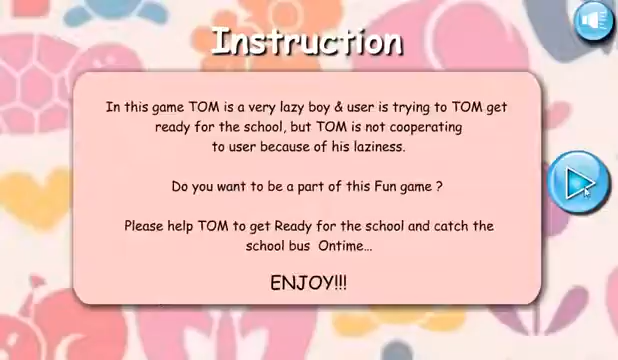 Instruction
In this game TOM is a very lazy boy & user is trying to TOM get
ready for the school, but TOM is not cooperating
to user because of his laziness.
Do you want to be a part of this Fun game ?
Please help TOM to get Ready for the school and catch the
school bus  Ontime...
ENJOY!!!